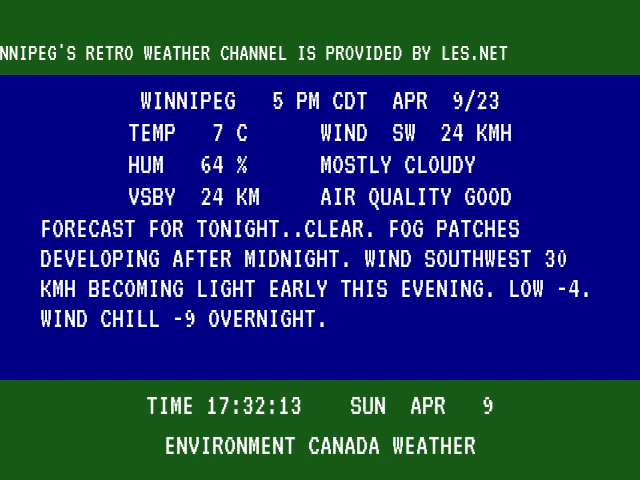 NNIPEG'S RETRO WEATHER CHANNEL IS PROVIDED BY LES.NET
WINNIPEG 5 PM CDT APR 9/23
TEMP 7 C WIND SW 24 KMH
HUM 64 % MOSTLY CLOUDY
VSBY 24 KM AIR QUALITY GOOD
FORECAST FOR TONIGHT..CLEAR. FOG PATCHES
DEVELOPING AFTER MIDNIGHT. WIND SOUTHWEST 30
KMH BECOMING LIGHT EARLY THIS EVENING. LOW -4.
WIND CHILL -9 OVERNIGHT.
TIME 17:32:13 SUN APR 9
ENVIRONMENT CANADA WEATHER